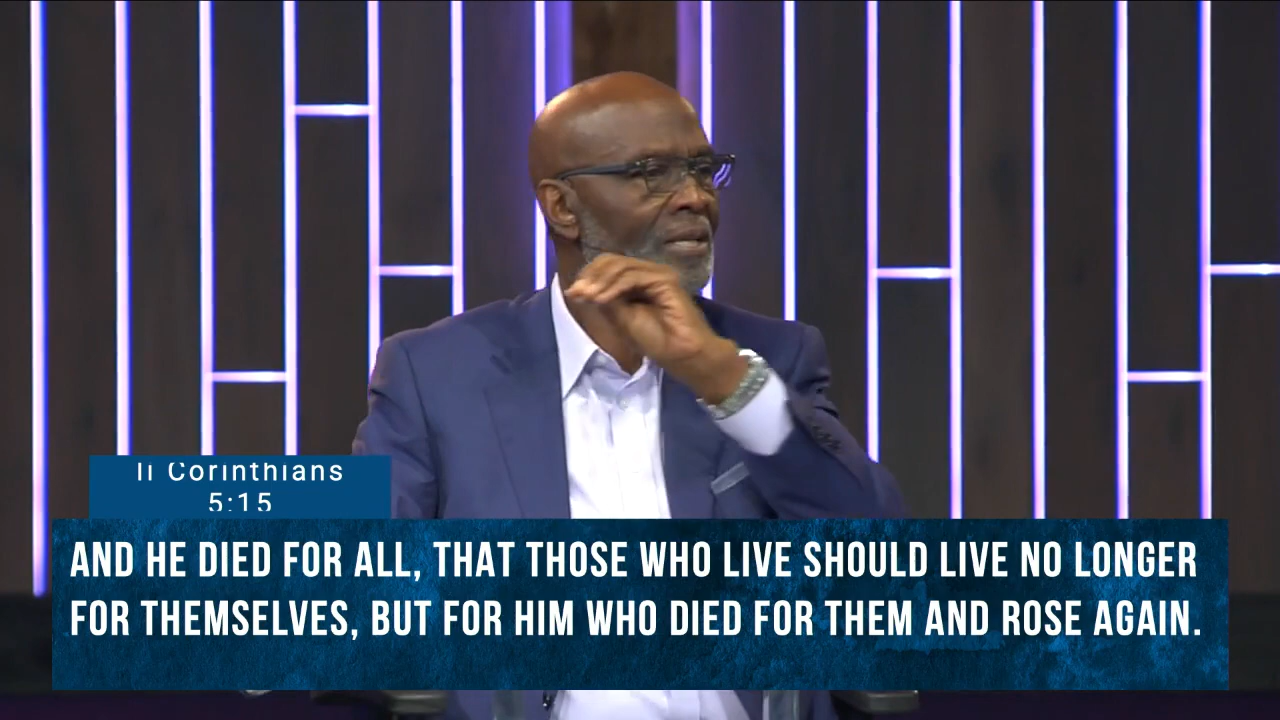 II Corinthians
5:15
AND HE DIED FOR ALL, THAT THOSE WHO LIVE SHOULD LIVE NO LONGER
FOR THEMSELVES, BUT FOR HIM WHO DIED FOR THEM AND ROSE AGAIN.